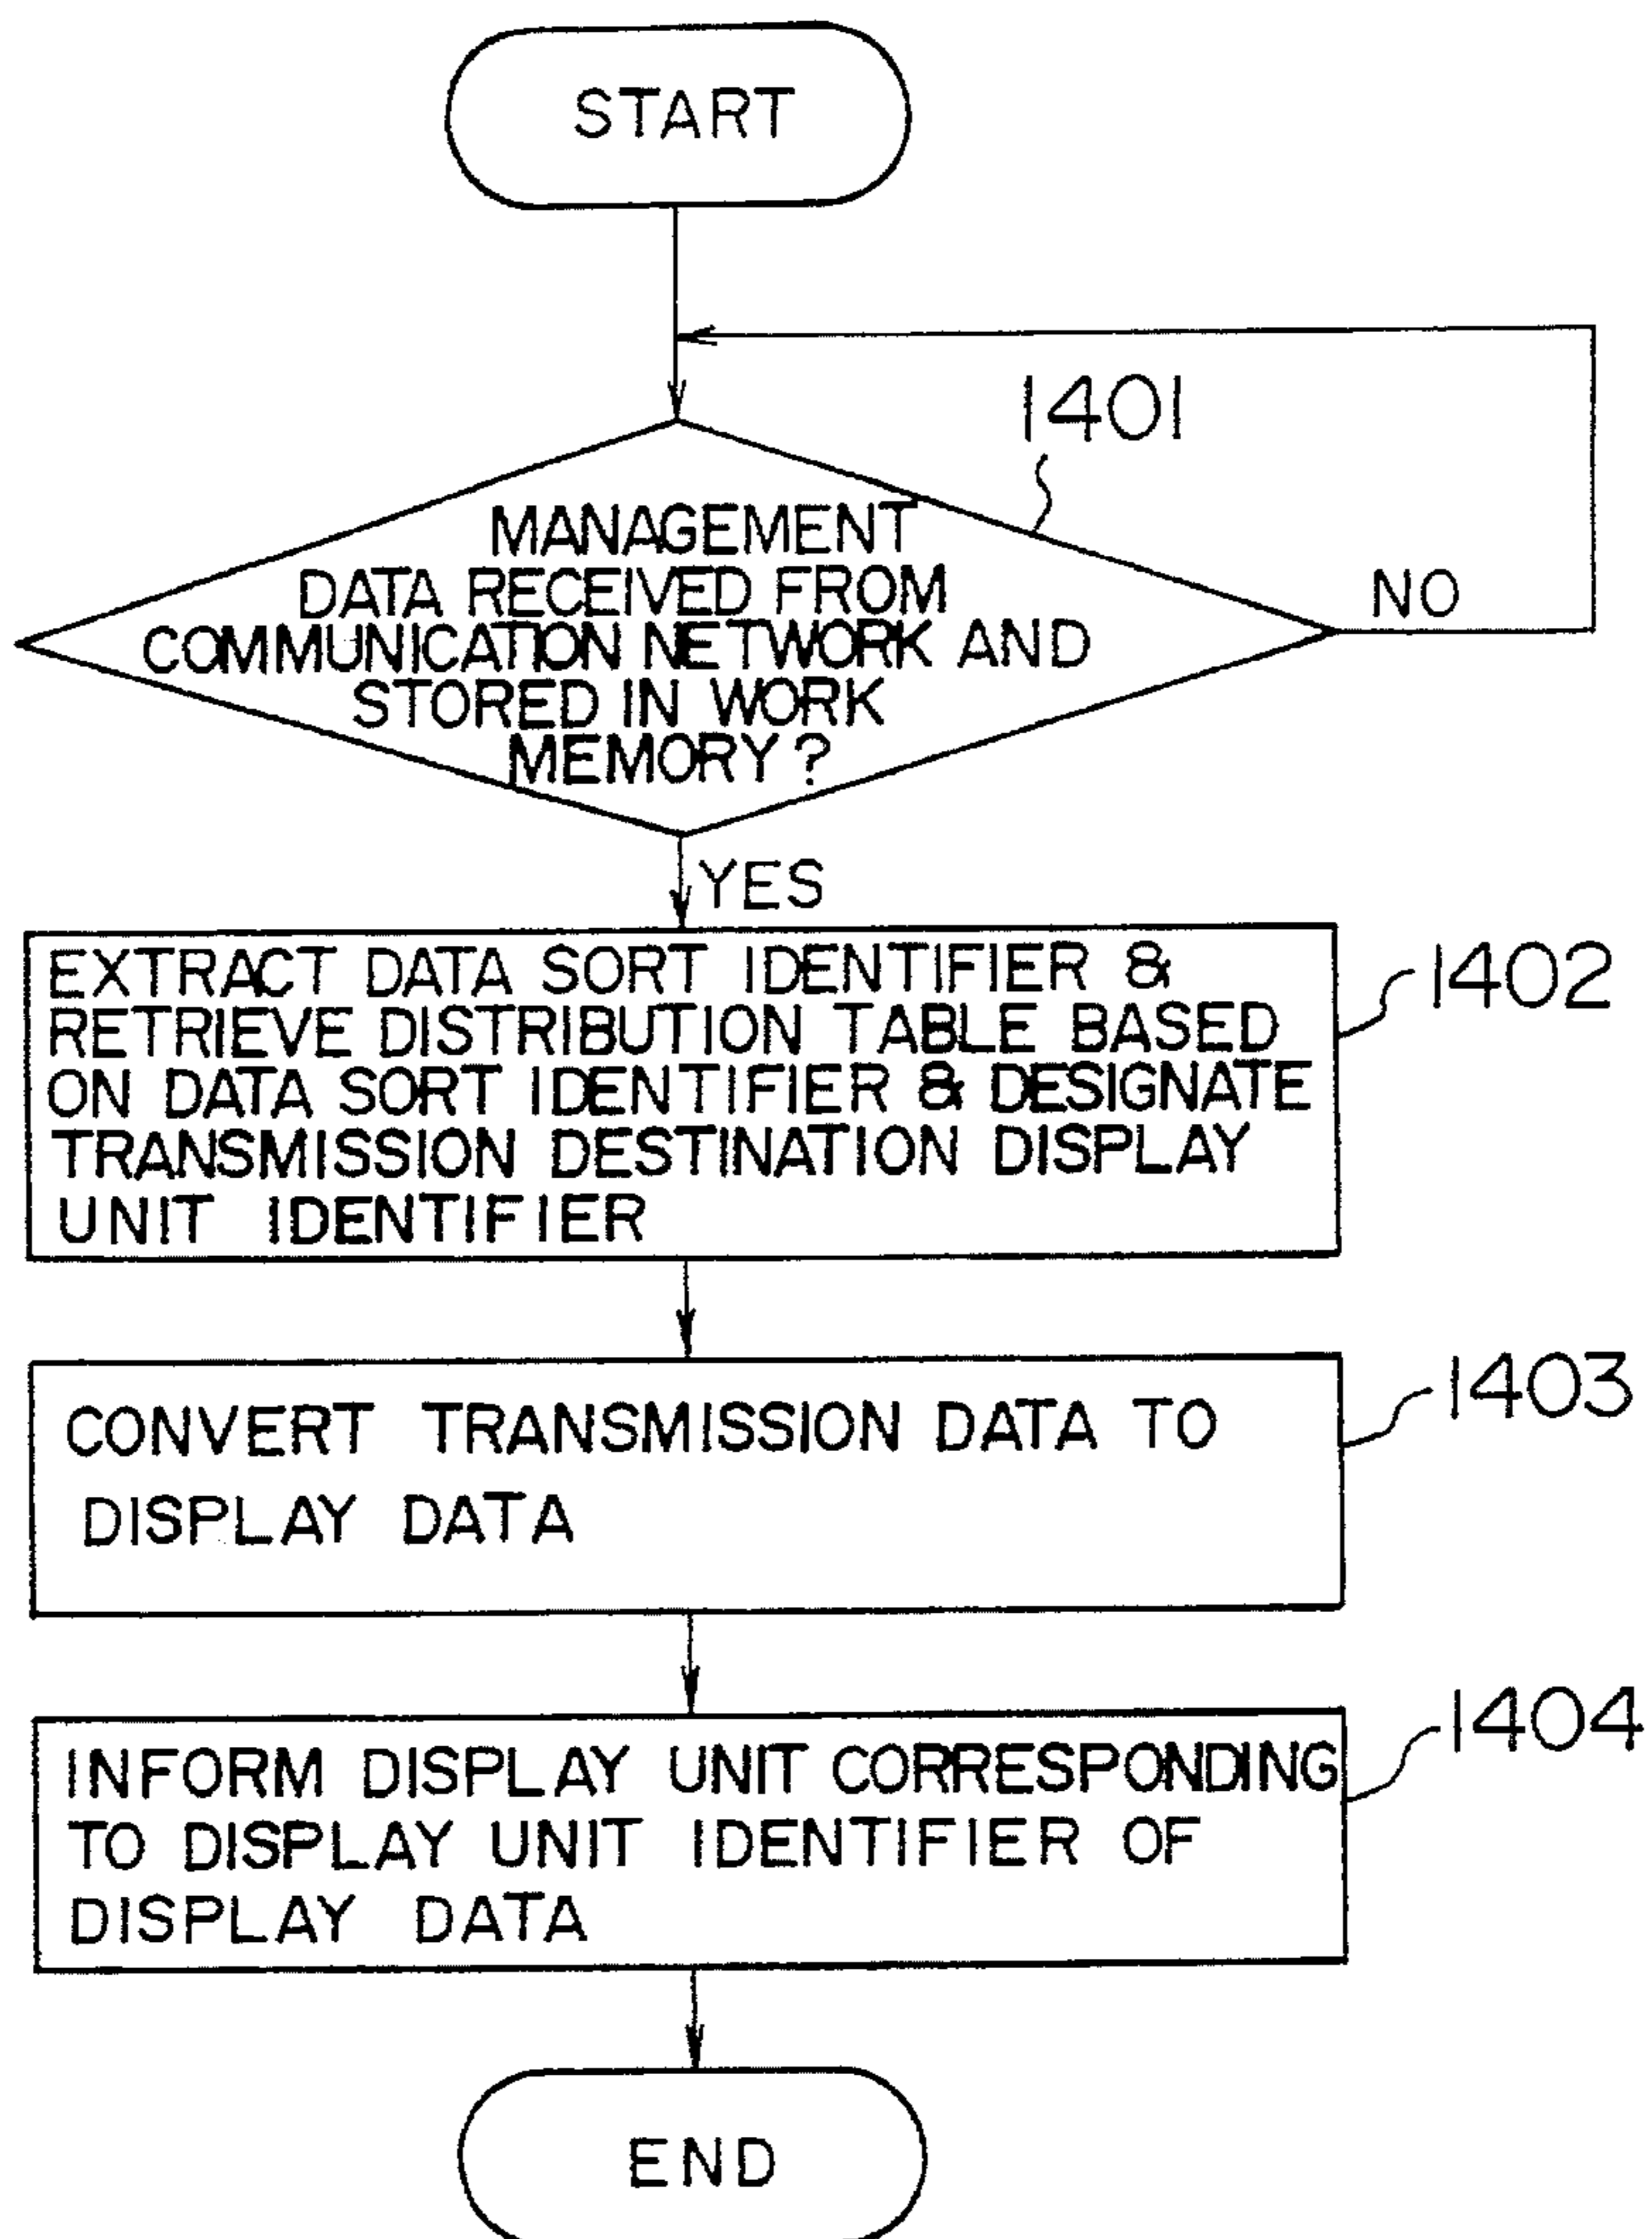 START
1401
MANAGEMENT
DATA RECEIVED FROM
COMMUNICATION NETWORK AND
STORED IN WORK
MEMORY?
NO
YES
EXTRACT DATA SORT IDENTIFIER &
RETRIEVE DISTRIBUTION TABLE BASED
ON DATA SORT IDENTIFIER & DESIGNATE
TRANSMISSION DESTINATION DISPLAY
UNIT IDENTIFIER
1402
CONVERT TRANSMISSION DATA TO
DISPLAY DATA
1403
INFORM DISPLAY UNIT CORRESPONDING
TO DISPLAY UNIT IDENTIFIER OF
DISPLAY DATA
1404
END